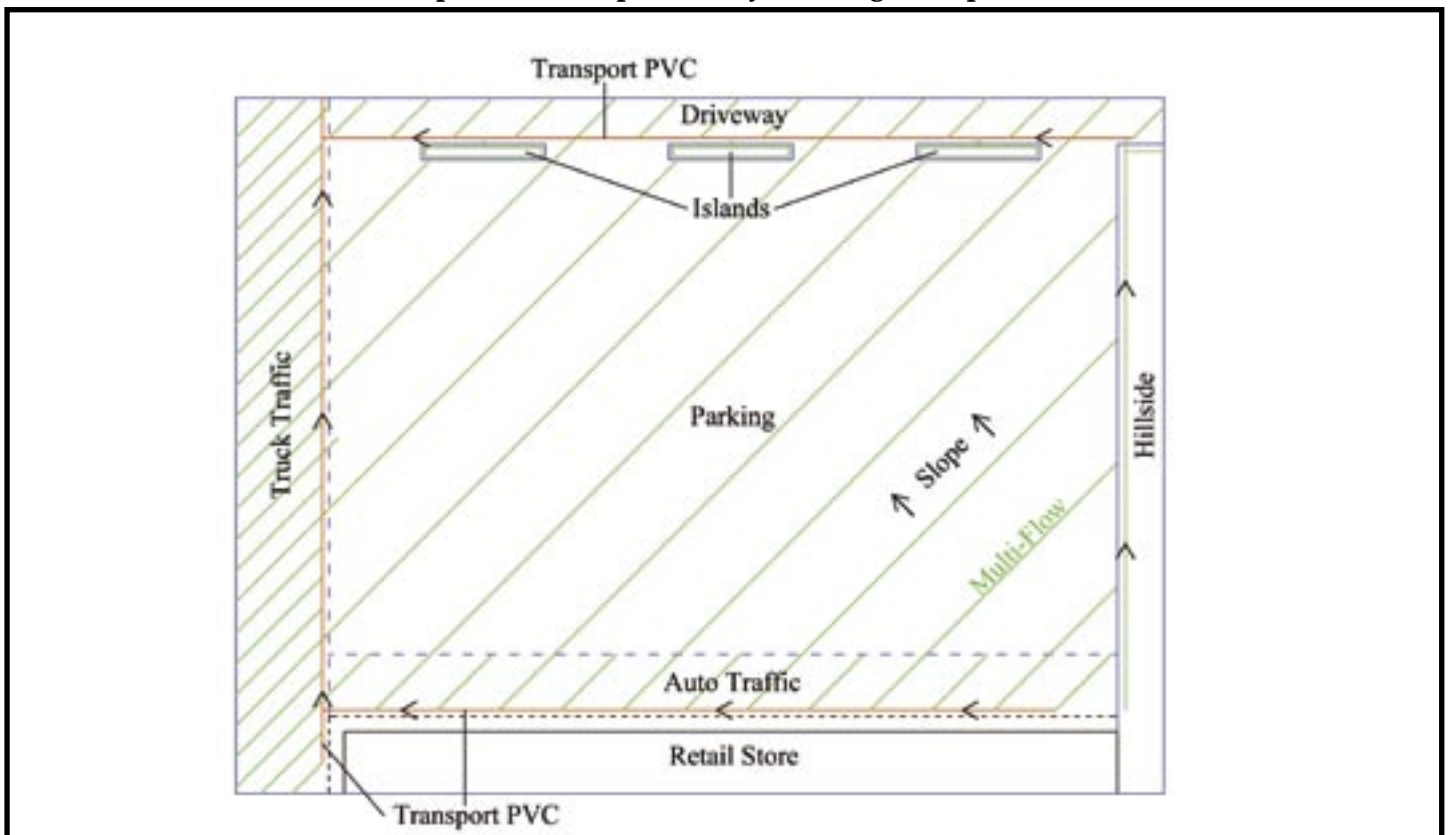 Transport PVC
Driveway
Islands
Truck Traffic
Parking
Slope
Hillside
Multi-Flow
Auto Traffic
Retail Store
Transport PVC